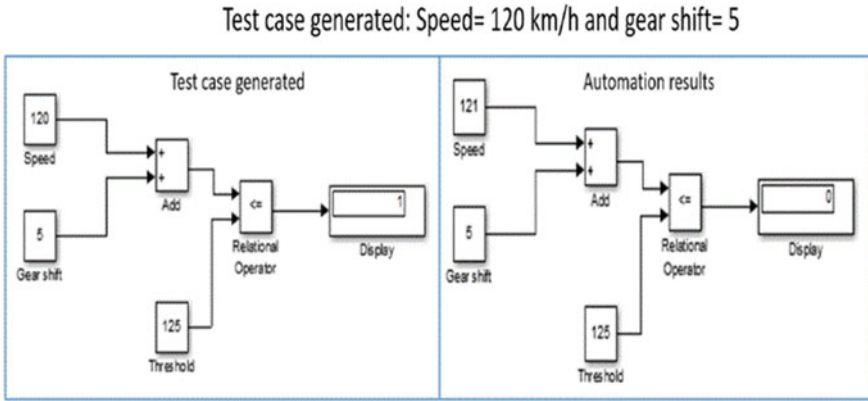 Test case generated: Speed= 120 km/h and gear shift= 5
Test case generated
120
Speed
+
+
Add
5
Gear shift
<=
Relational
Operator
1
Display
125
Threshold
Automation results
121
Speed
+
+
Add
5
Gear shift
<=
Relational
Operator
0
Display
125
Threshold